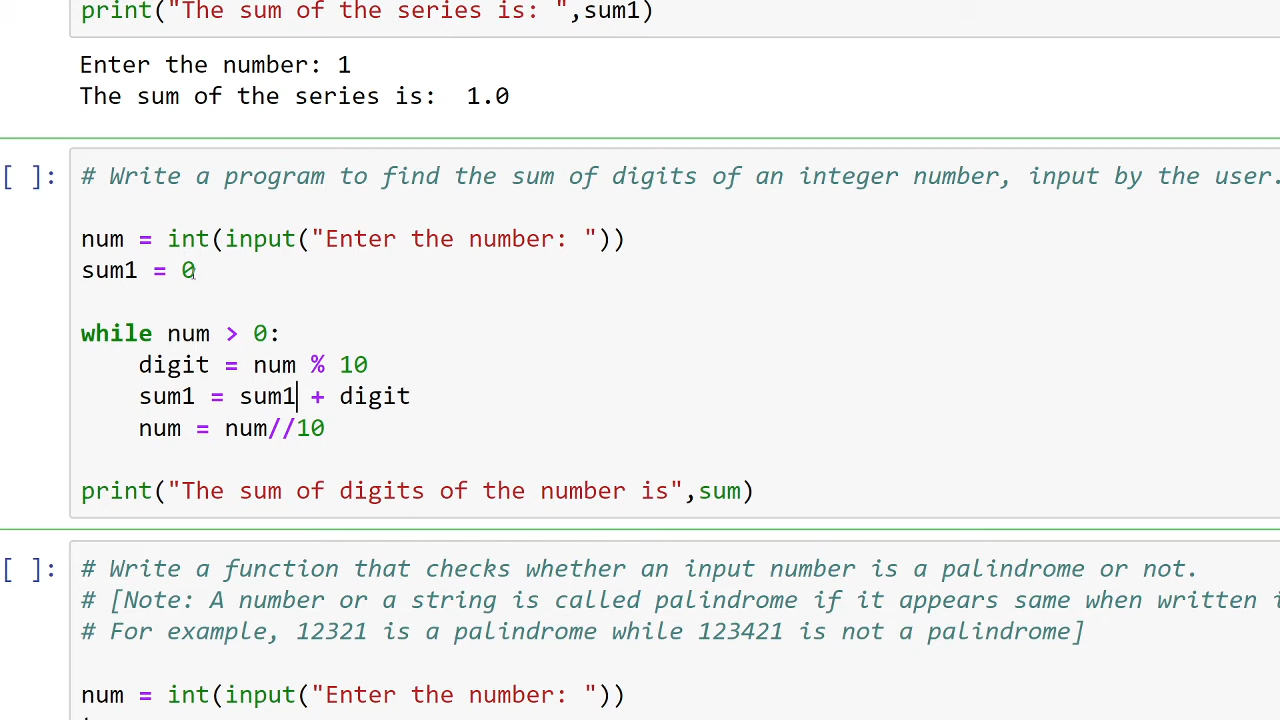 print("The sum of the series is: ",sum1)
Enter the number: 1
The sum of the series is:  1.0
[ ]:
# Write a program to find the sum of digits of an integer number, input by the user.
num = int(input("Enter the number: "))
sum1 = 0
while num > 0:
    digit = num % 10
    sum1 = sum1 + digit
    num = num//10
print("The sum of digits of the number is",sum)
[ ]:
# Write a function that checks whether an input number is a palindrome or not.
# [Note: A number or a string is called palindrome if it appears same when written
# For example, 12321 is a palindrome while 123421 is not a palindrome]
num = int(input("Enter the number: "))